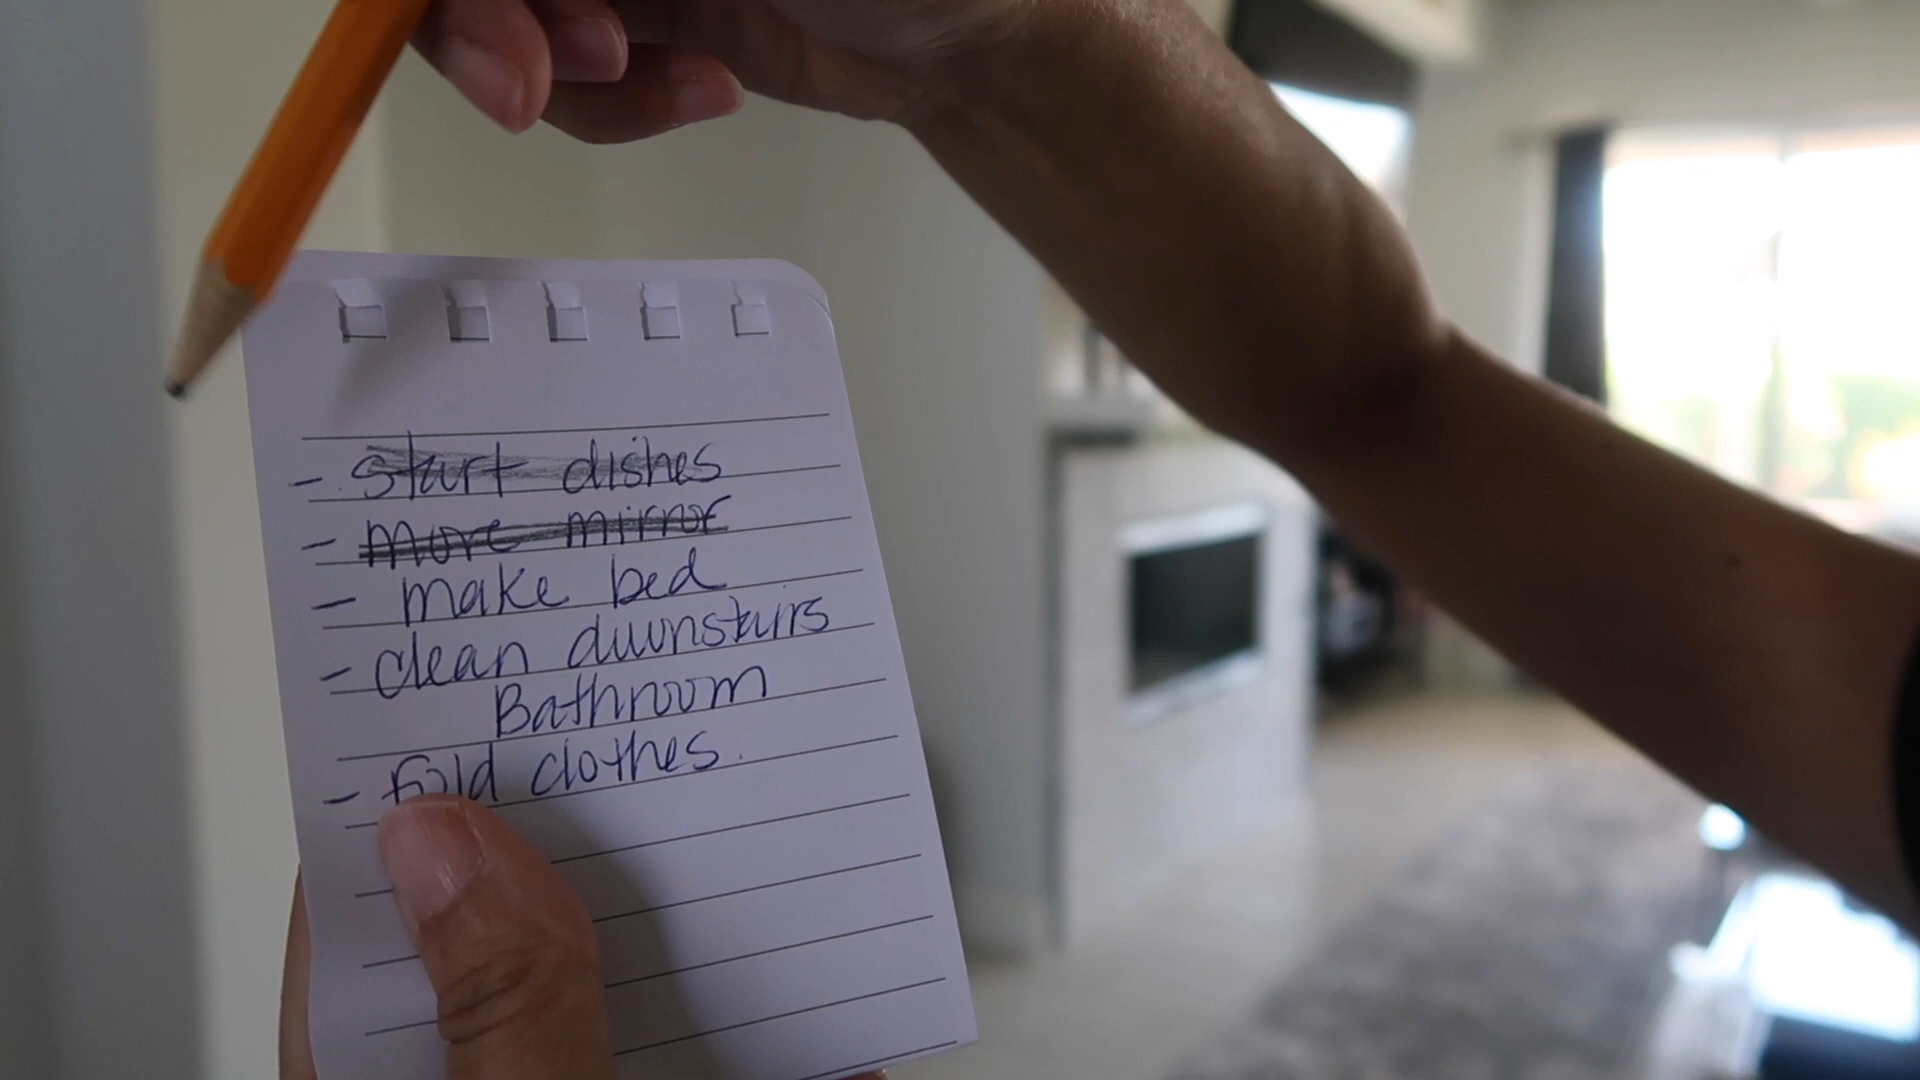 - start dishes
- move mirror
- make bed
- clean downstairs
Bathroom
- Fold clothes.